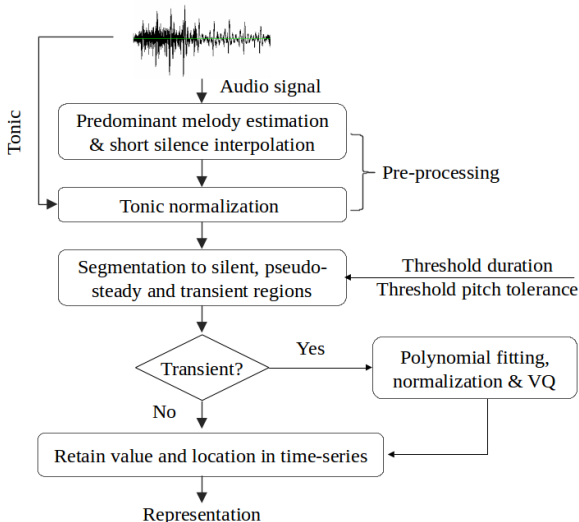 Audio signal
Tonic
Predominant melody estimation
& short silence interpolation
Pre-processing
Tonic normalization
Segmentation to silent, pseudo-
steady and transient regions
Threshold duration
Threshold pitch tolerance
Transient?
Yes
Polynomial fitting,
normalization & VQ
No
Retain value and location in time-series
Representation